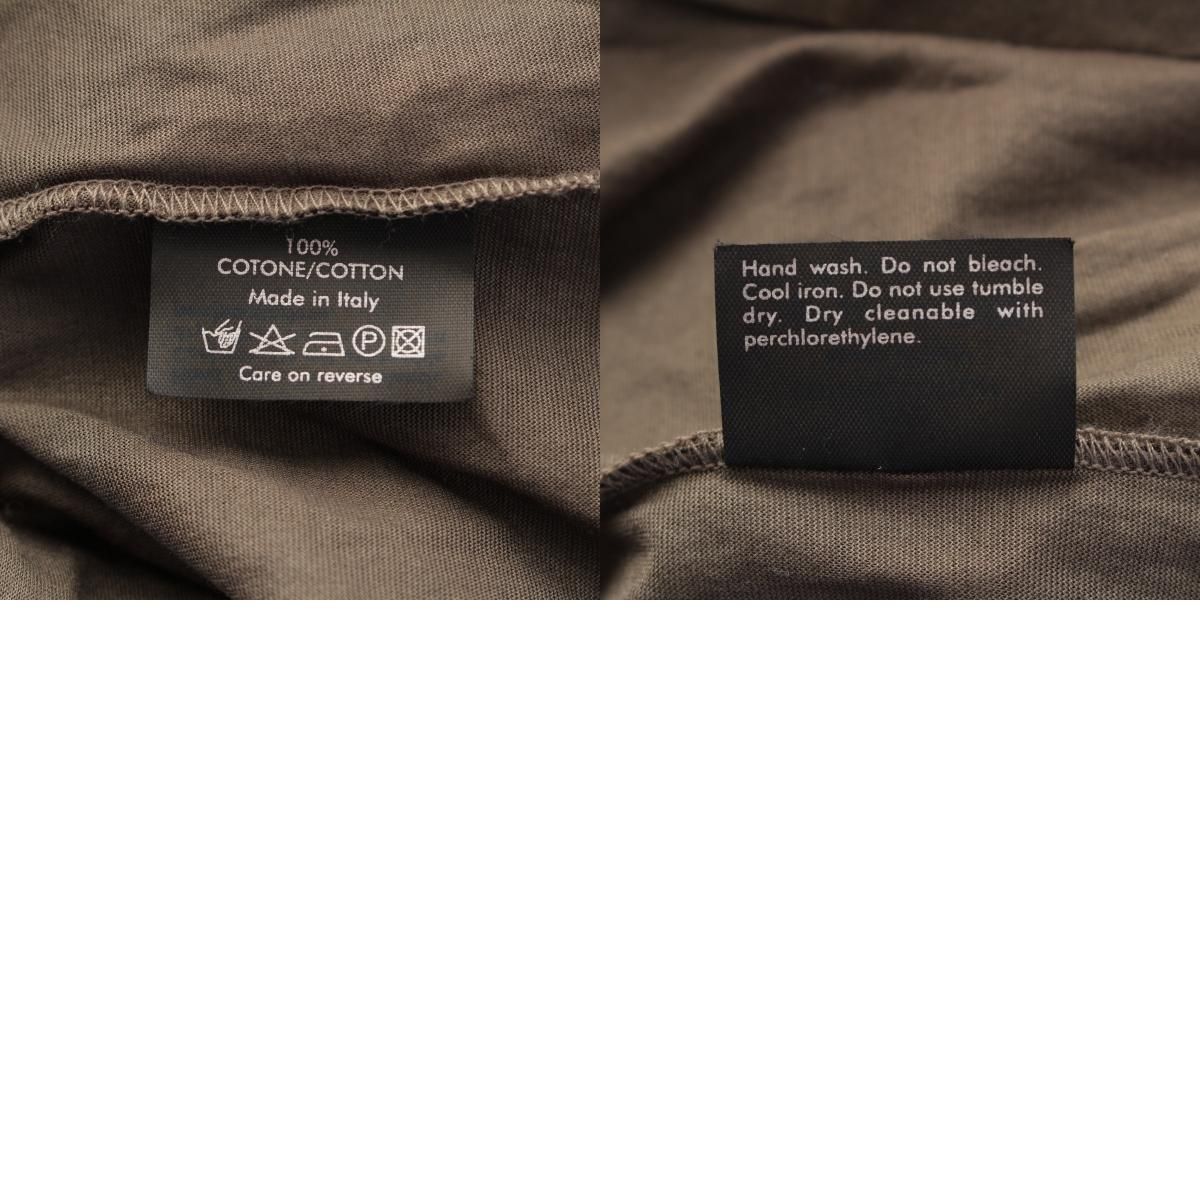 100%
COTONE/COTTON
Made in Italy
P
Care on reverse
Hand wash. Do not bleach.
Cool iron. Do not use tumble
dry. Dry cleanable with
perchlorethylene.